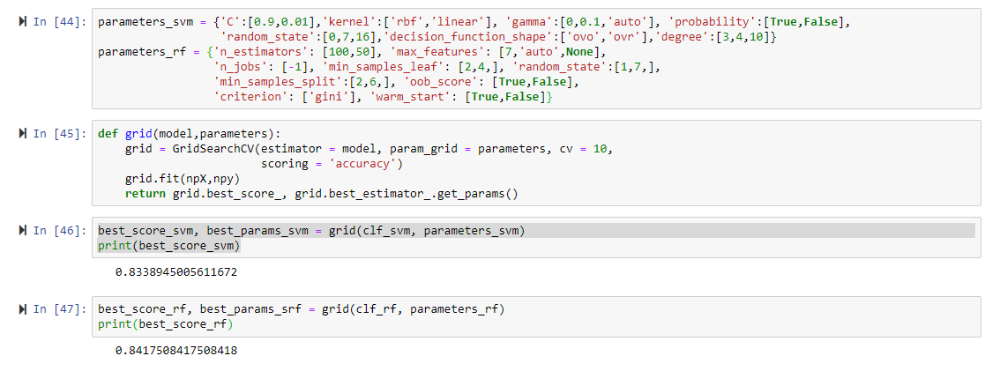 In [44]: parameters_svm = {'C':[0.9,0.01],'kernel':['rbf','linear'], 'gamma':[0,0.1,'auto'], 'probability':[True,False],
'random_state':[0,7,16],'decision_function_shape':['ovo','ovr'],'degree':[3,4,10]}
parameters_rf = {'n_estimators': [100,50], 'max_features': [7,'auto',None],
'n_jobs': [-1], 'min_samples_leaf': [2,4,], 'random_state':[1,7,],
'min_samples_split':[2,6,], 'oob_score': [True,False],
'criterion': ['gini'], 'warm_start': [True,False]}
In [45]: def grid(model,parameters):
grid = GridSearchCV(estimator = model, param_grid = parameters, cv = 10,
scoring = 'accuracy')
grid.fit(npX,npy)
return grid.best_score_, grid.best_estimator_.get_params()
In [46]: best_score_svm, best_params_svm = grid(clf_svm, parameters_svm)
print(best_score_svm)
0.8338945005611672
In [47]: best_score_rf, best_params_srf = grid(clf_rf, parameters_rf)
print(best_score_rf)
0.8417508417508418